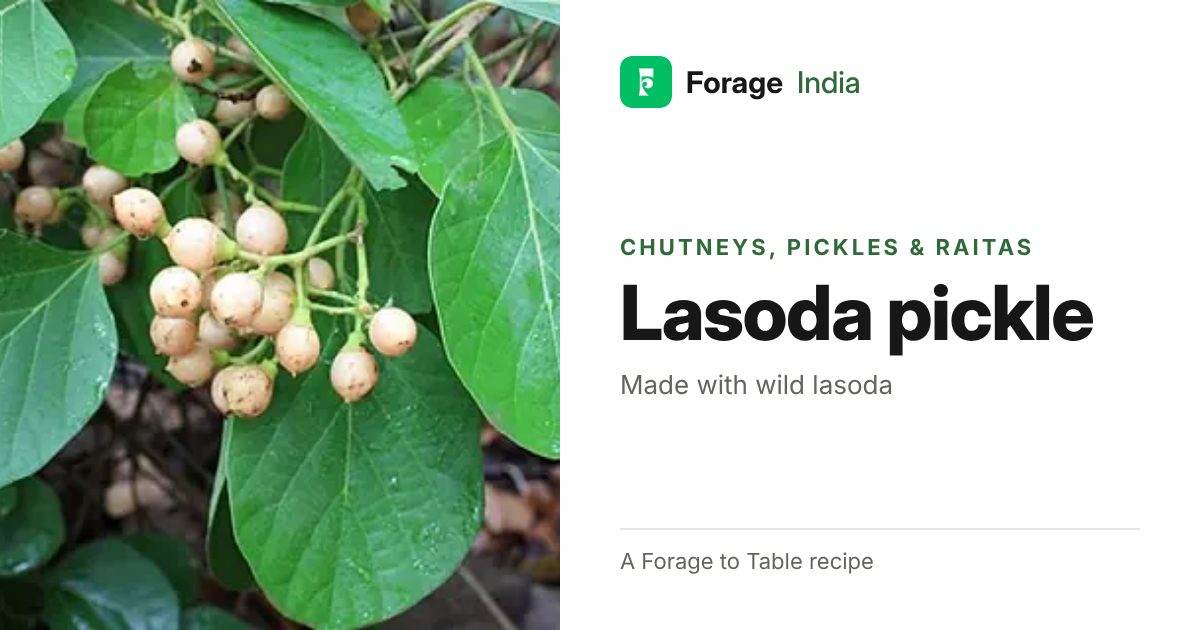 Forage India
CHUTNEYS, PICKLES & RAITAS
Lasoda pickle
Made with wild lasoda
A Forage to Table recipe